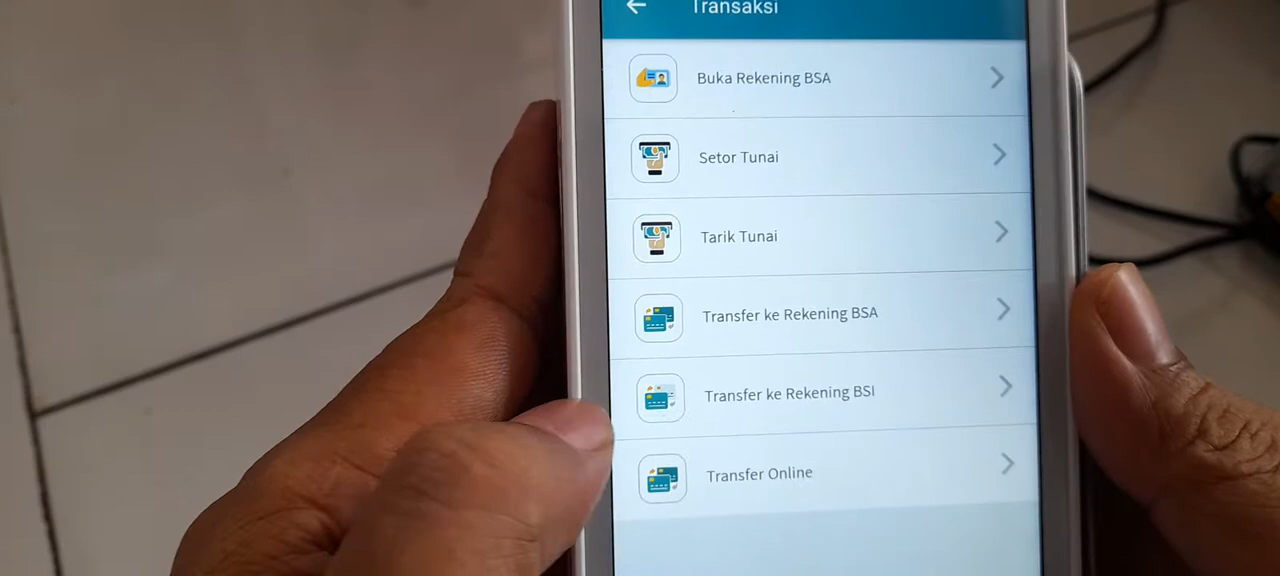 Transaksi
Buka Rekening BSA
Setor Tunai
Tarik Tunai
Transfer ke Rekening BSA
Transfer ke Rekening BSI
Transfer Online